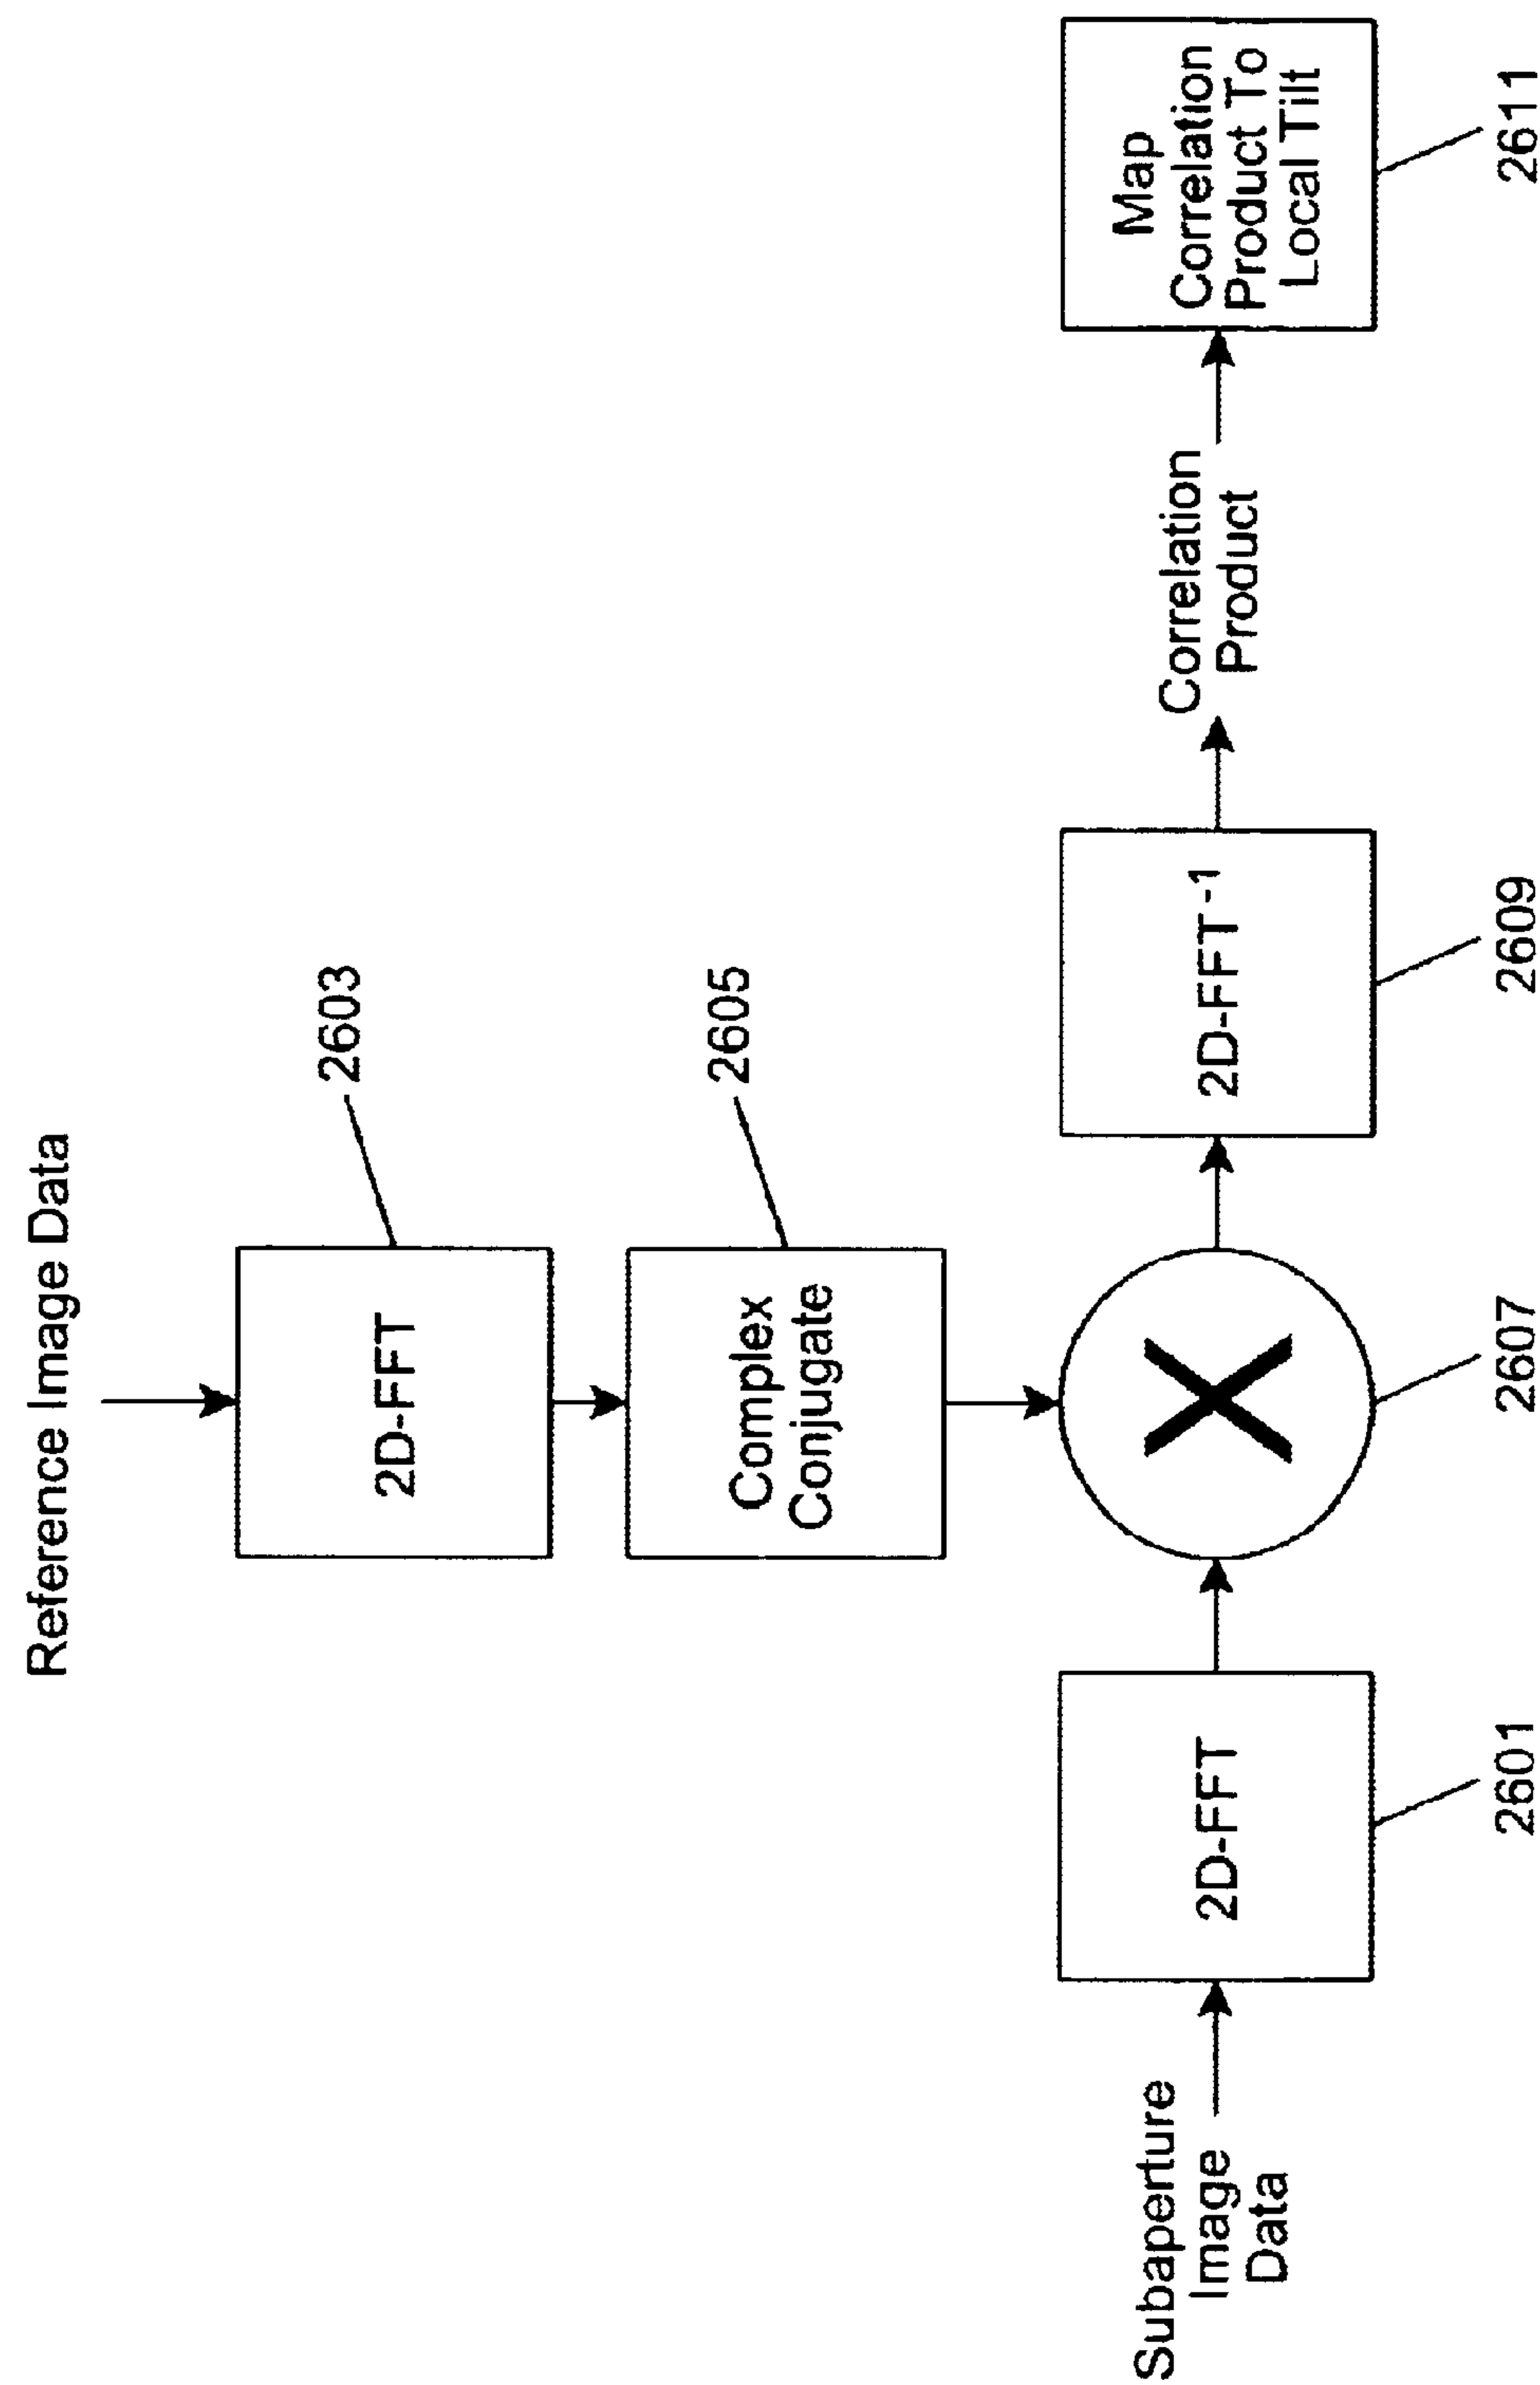 Reference Image Data
2D-FFT
2603
Complex
Conjugate
2605
Subaperture
Image
Data
2D-FFT
2601
2607
2D-FFT-1
2609
Correlation
Product
Map
Correlation
Product To
Local Tilt
2611